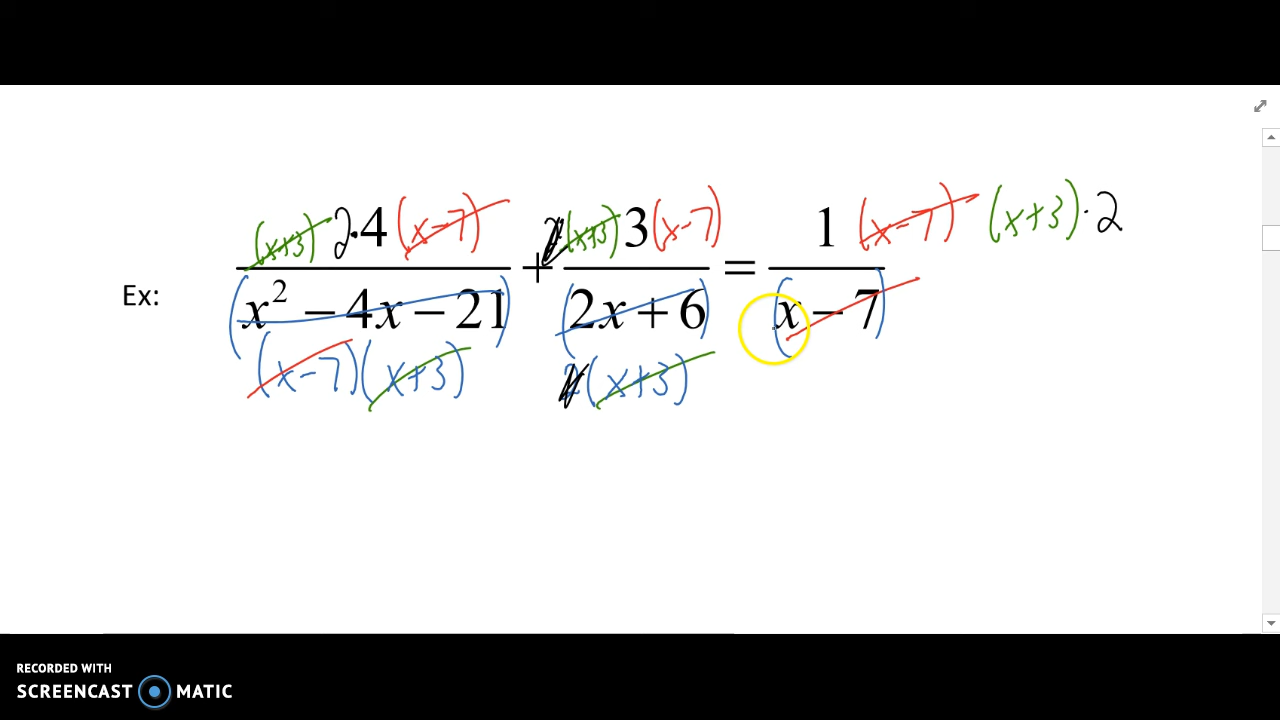 (x+3) 2·4 (x-7) + 2(x+3) 3(x-7) = 1 (x-7) (x+3)·2
Ex: (x² − 4x − 21) (2x + 6) (x − 7)
(x-7)(x+3) 2(x+3)
RECORDED WITH
SCREENCAST MATIC